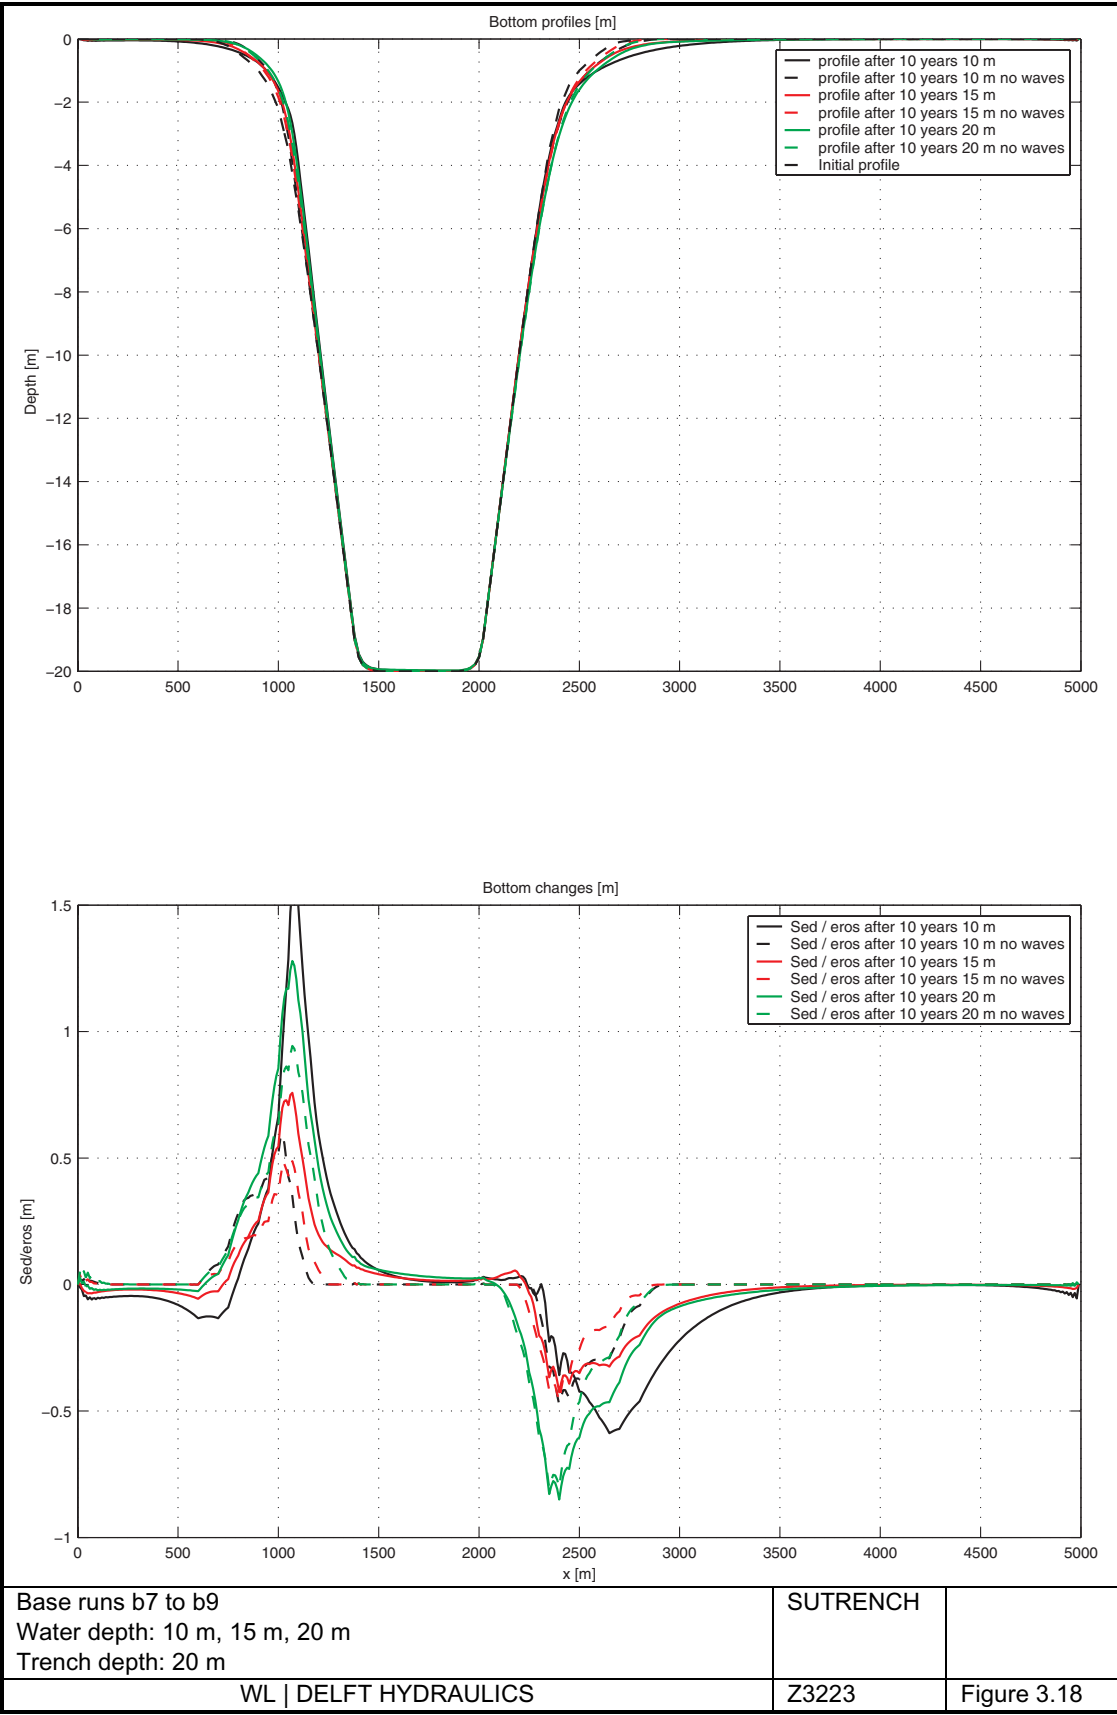 Bottom profiles [m]
profile after 10 years 10 m
profile after 10 years 10 m no waves
profile after 10 years 15 m
profile after 10 years 15 m no waves
profile after 10 years 20 m
profile after 10 years 20 m no waves
Initial profile
0
−2
−4
−6
−8
−10
−12
−14
−16
−18
−20
Depth [m]
0 500 1000 1500 2000 2500 3000 3500 4000 4500 5000
Bottom changes [m]
Sed / eros after 10 years 10 m
Sed / eros after 10 years 10 m no waves
Sed / eros after 10 years 15 m
Sed / eros after 10 years 15 m no waves
Sed / eros after 10 years 20 m
Sed / eros after 10 years 20 m no waves
1.5
1
0.5
0
−0.5
−1
Sed/eros [m]
0 500 1000 1500 2000 2500 3000 3500 4000 4500 5000
x [m]
Base runs b7 to b9
Water depth: 10 m, 15 m, 20 m
Trench depth: 20 m
SUTRENCH
WL | DELFT HYDRAULICS
Z3223
Figure 3.18